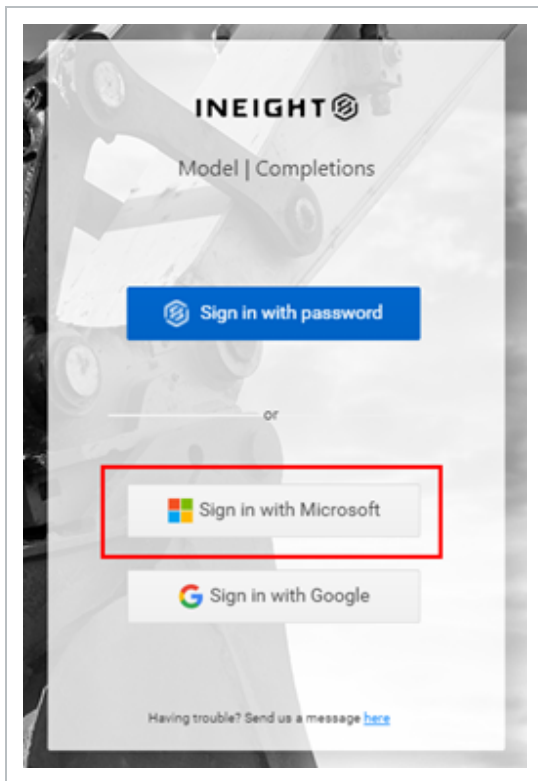 INEIGHT
Model | Completions
Sign in with password
or
Sign in with Microsoft
Sign in with Google
Having trouble? Send us a message here